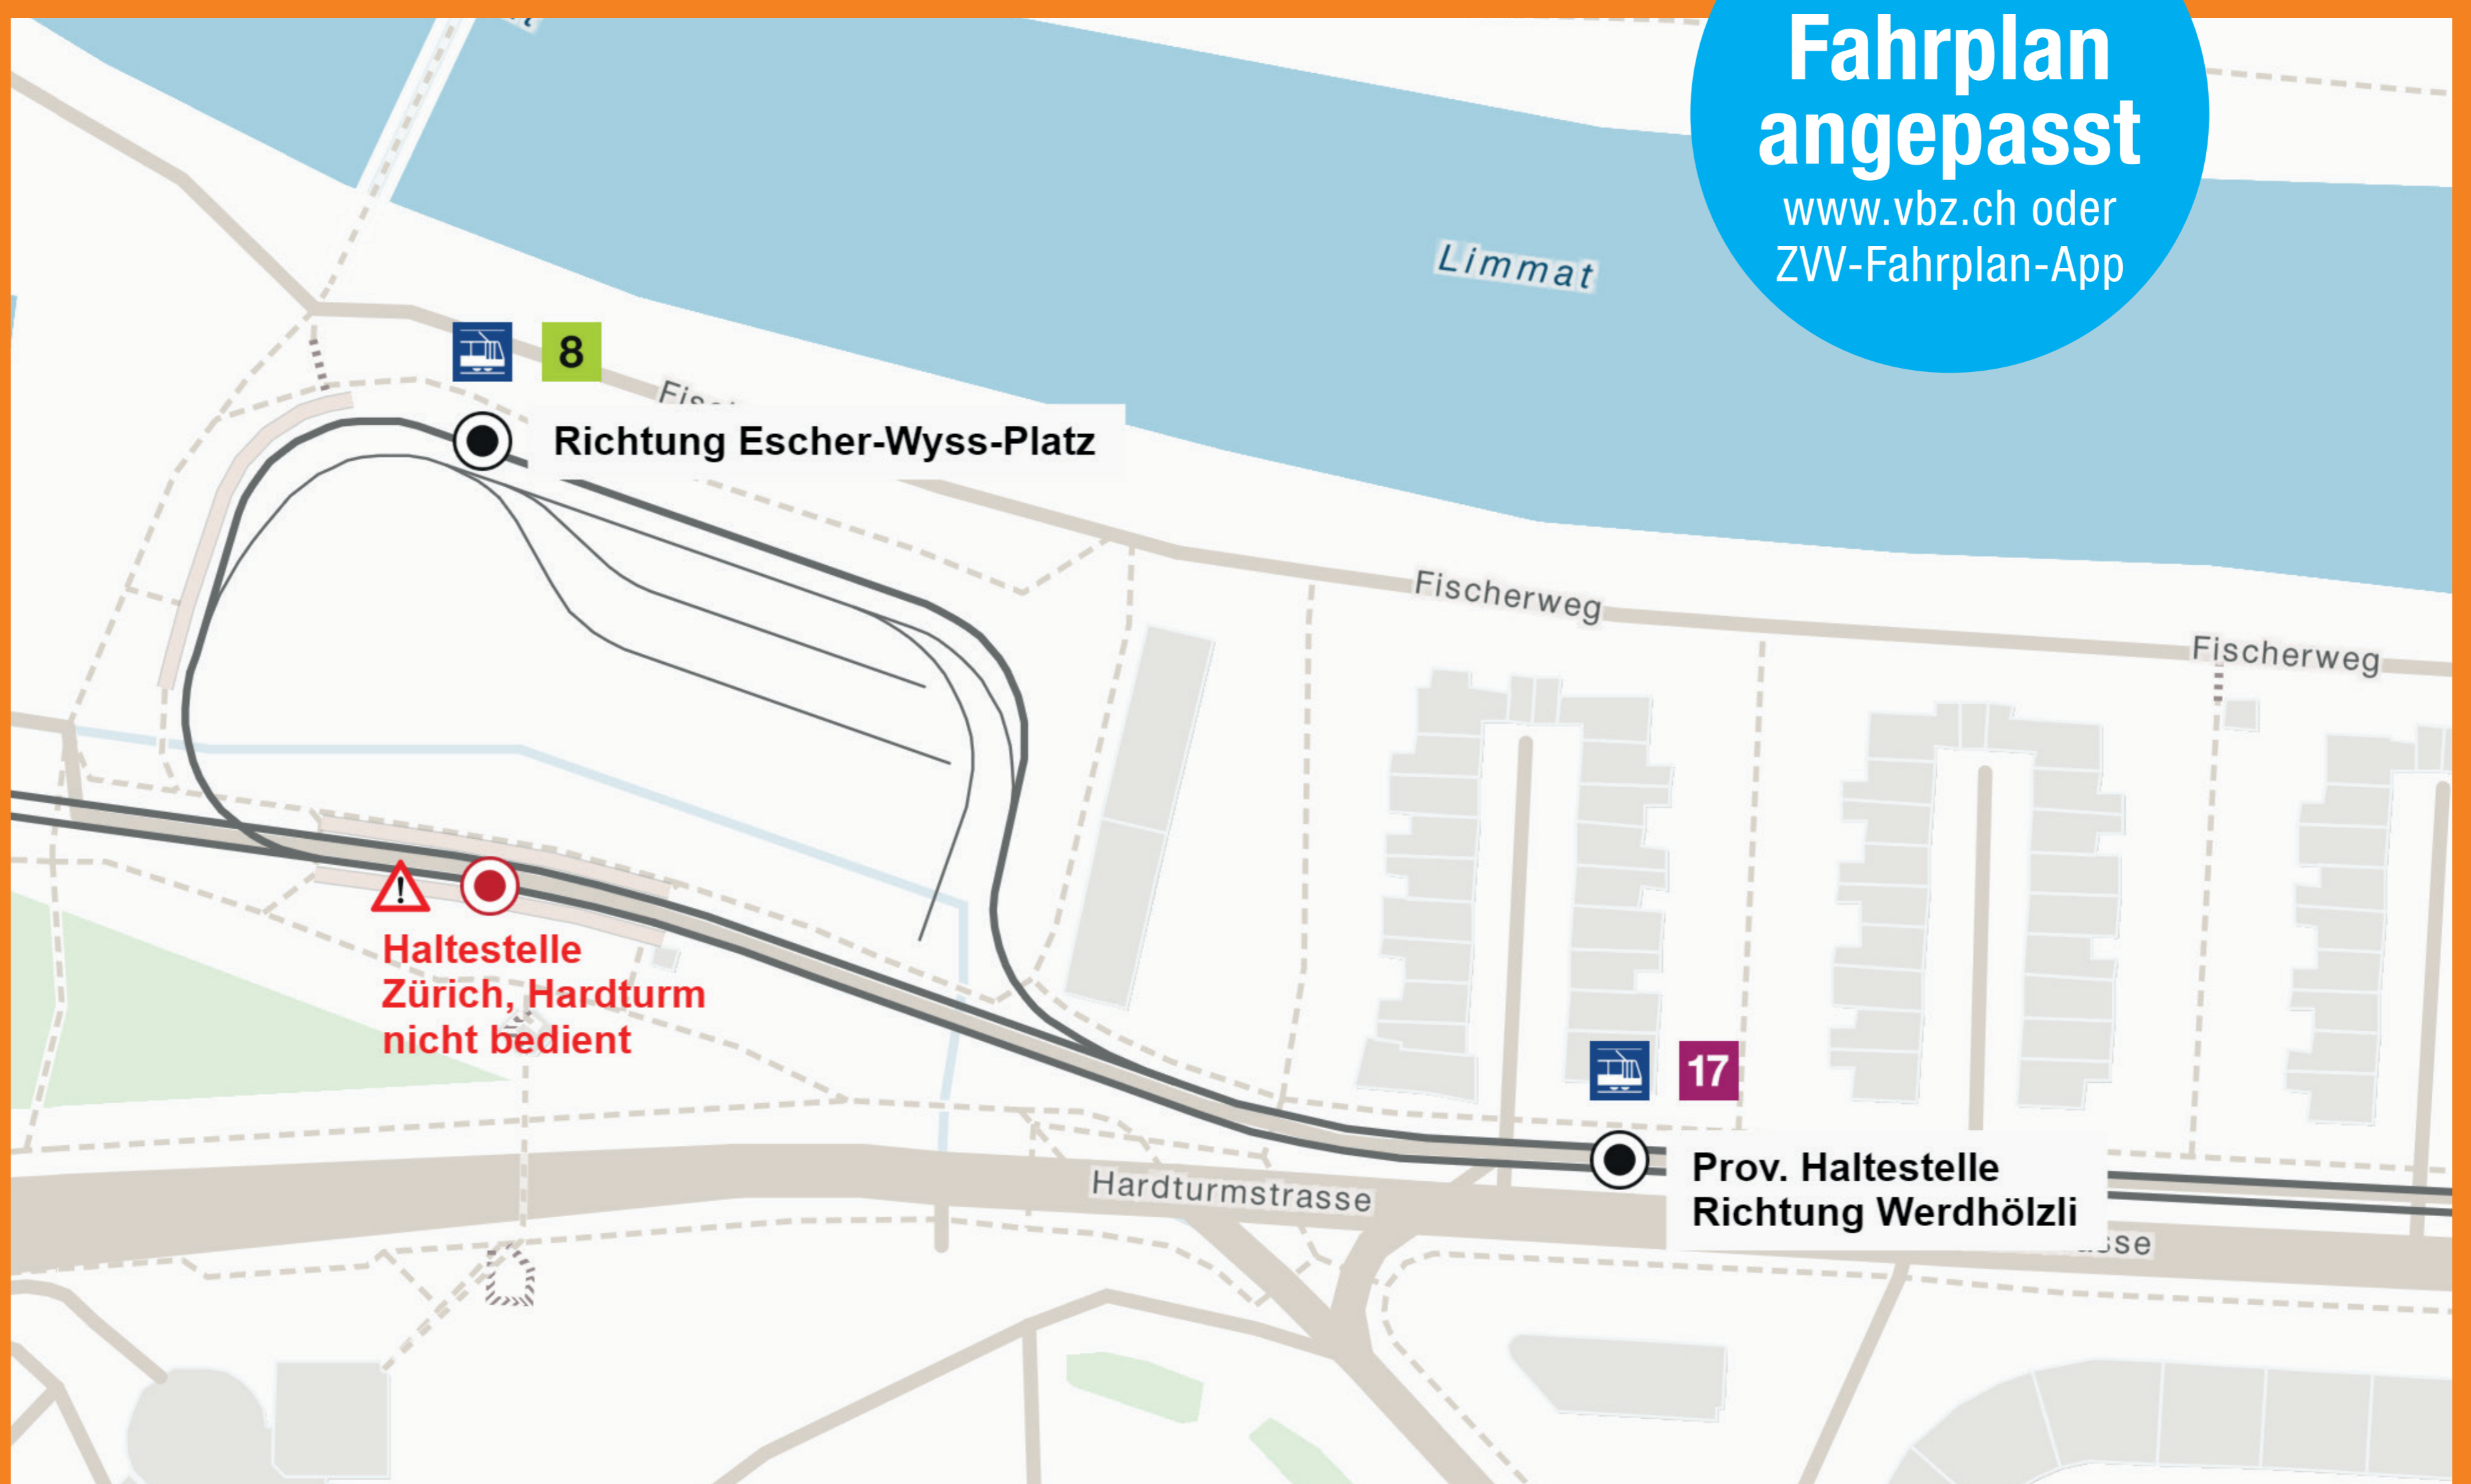 Fahrplan
angepasst
www.vbz.ch oder
ZVV-Fahrplan-App
Limmat
8
Richtung Escher-Wyss-Platz
Fischerweg
Fischerweg
Haltestelle
Zürich, Hardturm
nicht bedient
17
Prov. Haltestelle
Richtung Werdhölzli
Hardturmstrasse